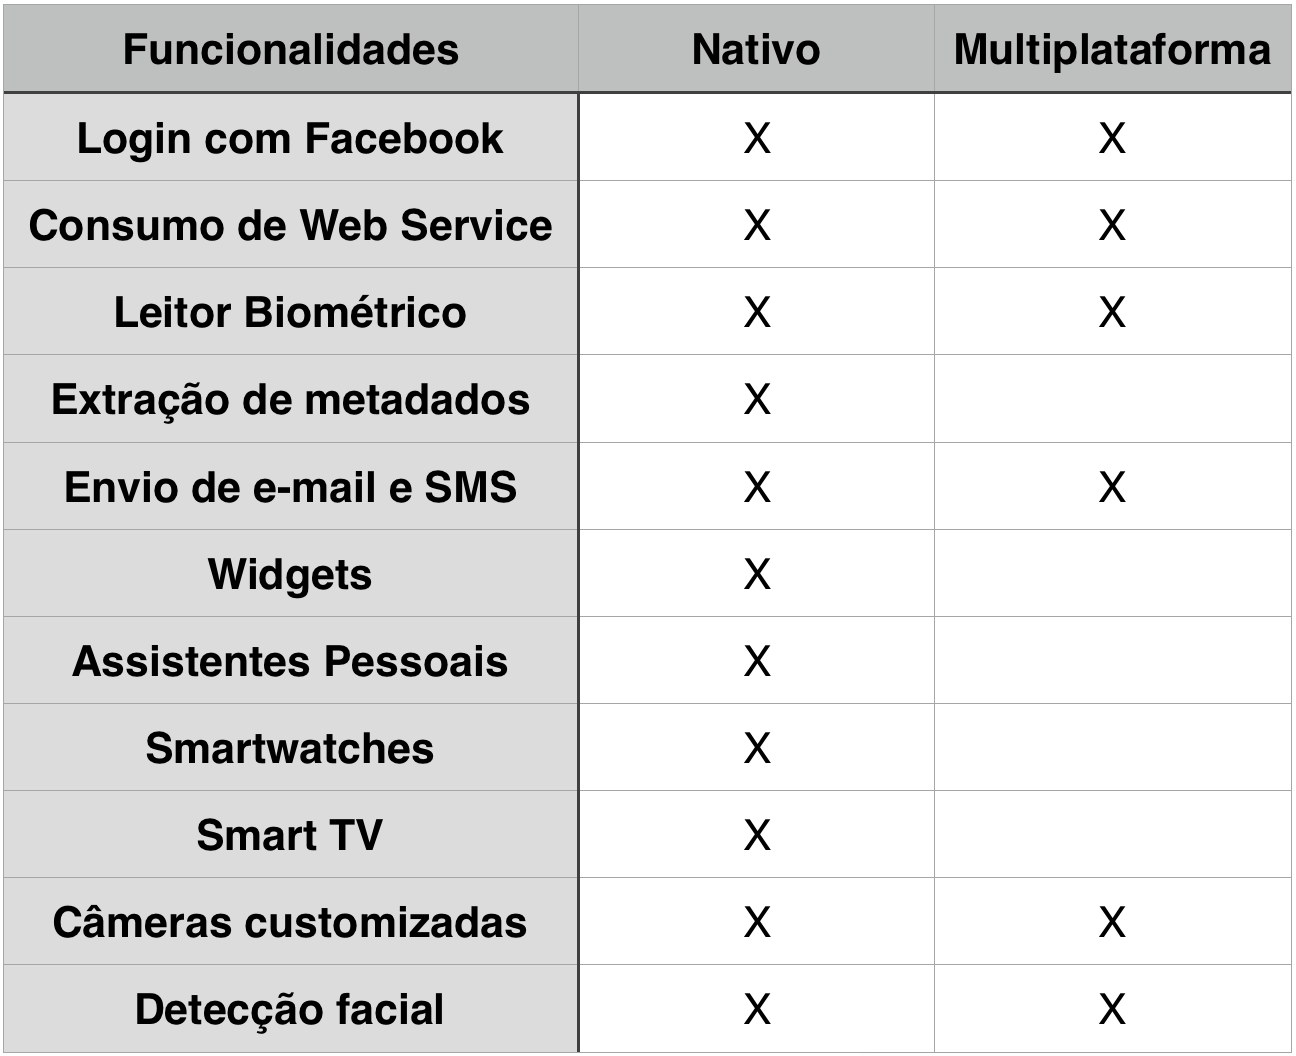 Funcionalidades Nativo Multiplataforma
Login com Facebook X X
Consumo de Web Service X X
Leitor Biométrico X X
Extração de metadados X
Envio de e-mail e SMS X X
Widgets X
Assistentes Pessoais X
Smartwatches X
Smart TV X
Câmeras customizadas X X
Detecção facial X X